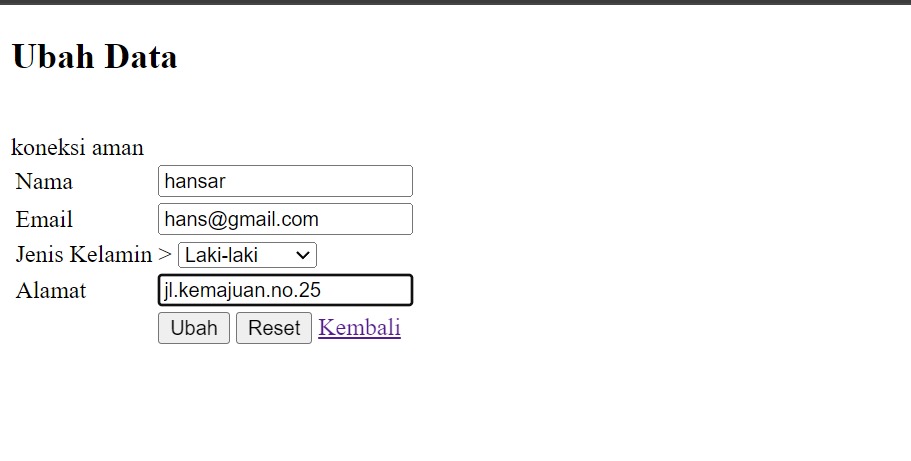 Ubah Data
koneksi aman
Nama hansar
Email hans@gmail.com
Jenis Kelamin > Laki-laki
Alamat jl.kemajuan.no.25
Ubah Reset Kembali